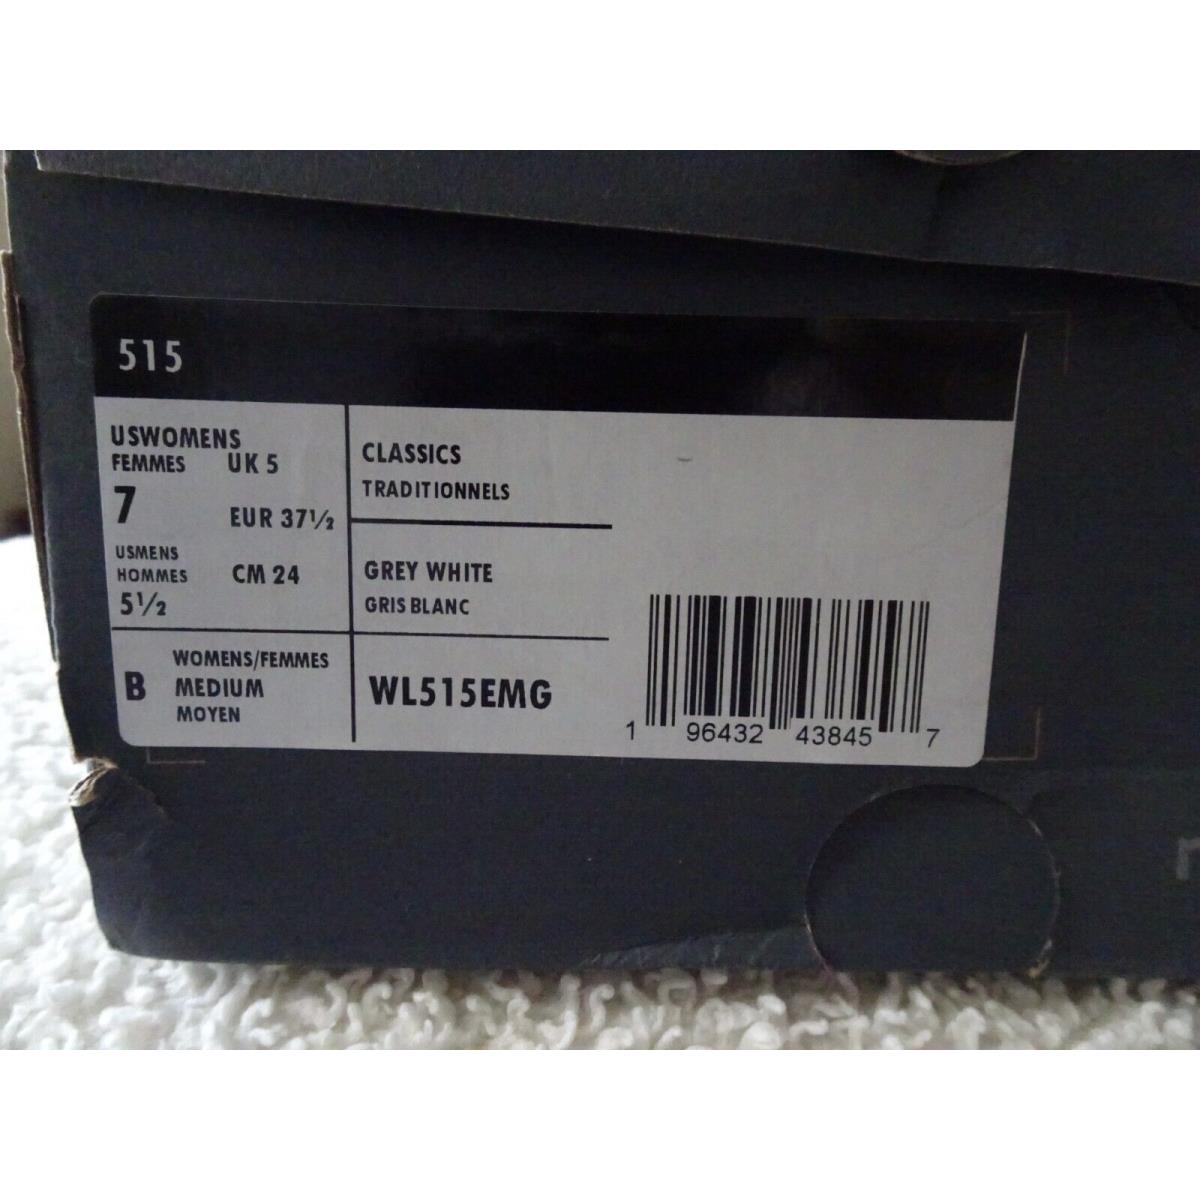 515
USWOMENS
FEMMES UK 5
7
EUR 37½
USMENS
HOMMES CM 24
5½
B WOMENS/FEMMES
MEDIUM
MOYEN
CLASSICS
TRADITIONNELS
GREY WHITE
GRIS BLANC
WL515EMG
1 96432 43845 7